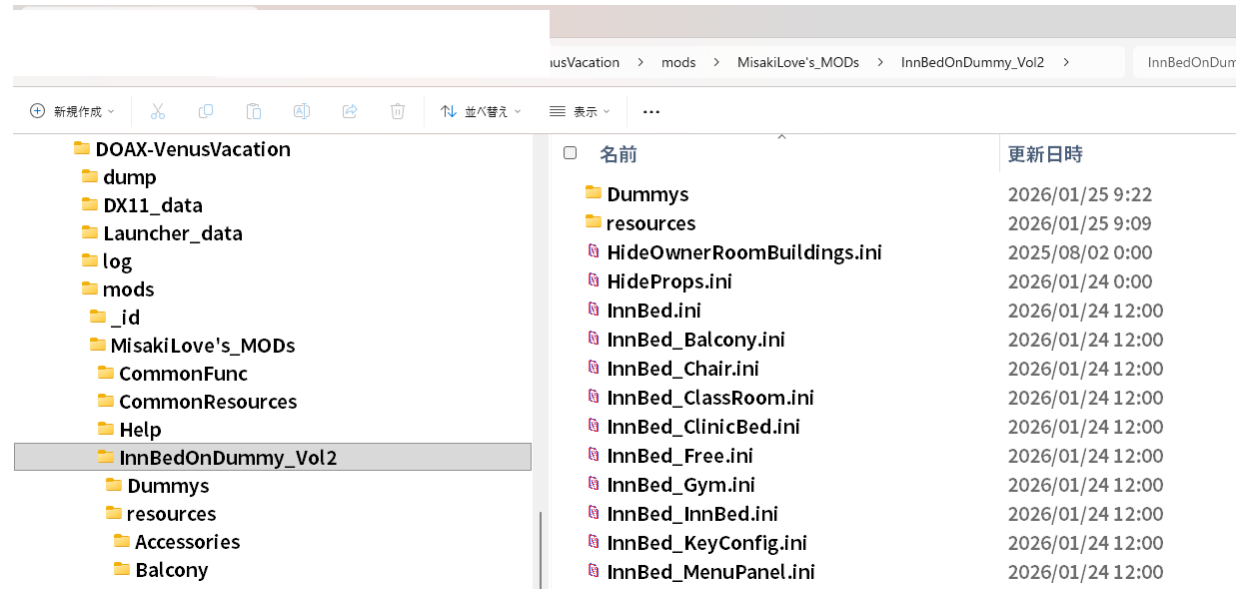 usVacation > mods > MisakiLove's_MODs > InnBedOnDummy_Vol2 >
InnBedOnDum
新規作成
並べ替え
表示
...
DOAX-VenusVacation
dump
DX11_data
Launcher_data
log
mods
_id
MisakiLove's_MODs
CommonFunc
CommonResources
Help
InnBedOnDummy_Vol2
Dummys
resources
Accessories
Balcony
名前 更新日時
Dummys 2026/01/25 9:22
resources 2026/01/25 9:09
HideOwnerRoomBuildings.ini 2025/08/02 0:00
HideProps.ini 2026/01/24 0:00
InnBed.ini 2026/01/24 12:00
InnBed_Balcony.ini 2026/01/24 12:00
InnBed_Chair.ini 2026/01/24 12:00
InnBed_ClassRoom.ini 2026/01/24 12:00
InnBed_ClinicBed.ini 2026/01/24 12:00
InnBed_Free.ini 2026/01/24 12:00
InnBed_Gym.ini 2026/01/24 12:00
InnBed_InnBed.ini 2026/01/24 12:00
InnBed_KeyConfig.ini 2026/01/24 12:00
InnBed_MenuPanel.ini 2026/01/24 12:00